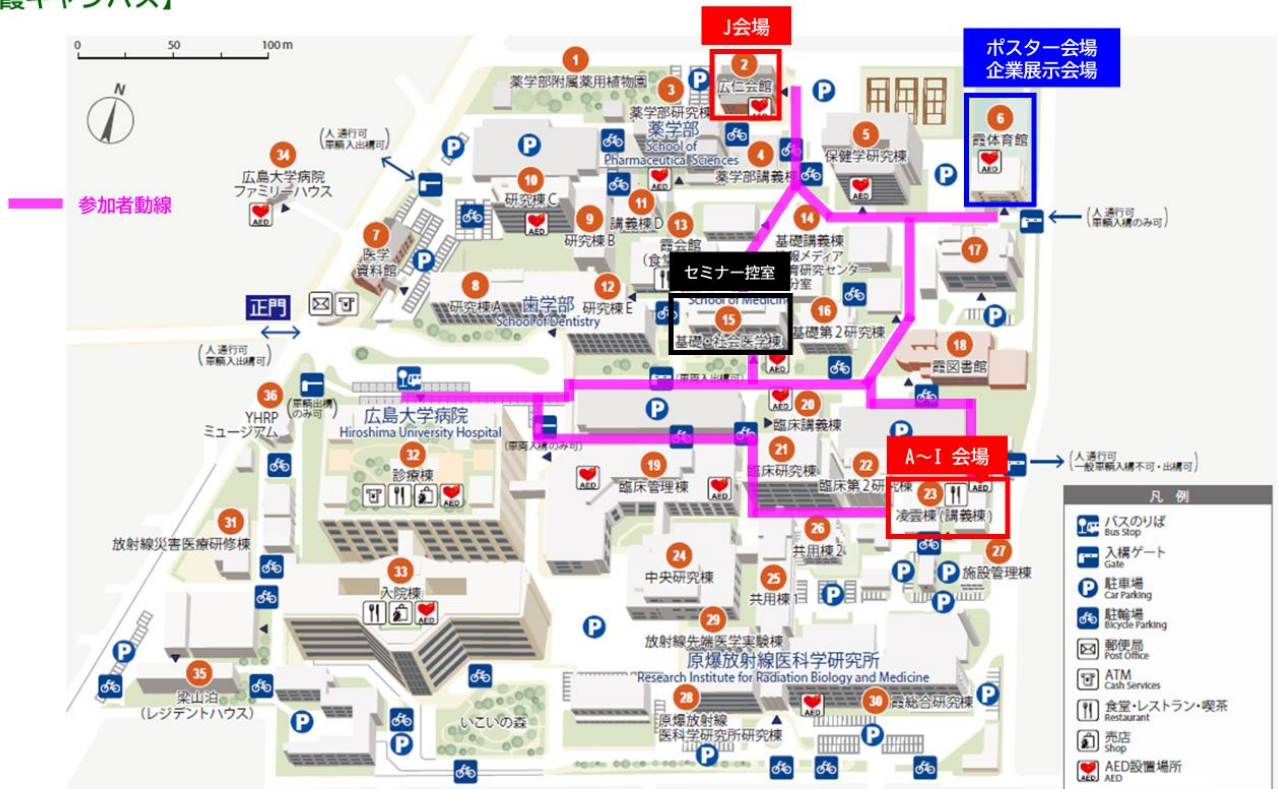 霞キャンパス】
J会場
ポスター会場
企業展示会場
0 50 100 m
N
参加者動線
1
薬学部附属薬用植物園
2
広仁会館
3
薬学部研究棟
薬学部
School of
Pharmaceutical Sciences
4
薬学部講義棟
5
保健学研究棟
6
霞体育館
AED
(人通行可
車輌入出構可)
(人通行可
車輌入構のみ可)
34
広島大学病院
ファミリーハウス
AED
7
医学
資料館
10
研究棟C
AED
9
研究棟B
11
講義棟D
13
霞会館
14
基礎講義棟
17
8
研究棟A
歯学部
School of Dentistry
12
研究棟E
セミナー控室
School of Medicine
15
基礎・社会医学棟
16
基礎第2研究棟
18
霞図書館
正門
(人通行可
車輌入出構可)
36
YHRP
ミュージアム
(車輌出構
のみ可)
広島大学病院
Hiroshima University Hospital
(車両入構のみ可)
(車両入出構可)
32
診療棟
AED
19
臨床管理棟
AED
20
臨床講義棟
21
臨床研究棟
22
臨床第2研究棟
A～I 会場
23
凌雲棟(講義棟)
(人通行可
一般車輌入構不可・出構可)
31
放射線災害医療研修棟
33
入院棟
AED
24
中央研究棟
25
共用棟1
26
共用棟2
27
施設管理棟
29
放射線先端医学実験棟
原爆放射線医科学研究所
Research Institute for Radiation Biology and Medicine
28
原爆放射線
医科学研究所研究棟
30
霞総合研究棟
AED
35
梁山泊
(レジデントハウス)
いこいの森
凡 例
バスのりば
Bus Stop
入構ゲート
Gate
駐車場
Car Parking
駐輪場
Bicycle Parking
郵便局
Post Office
ATM
Cash Services
食堂・レストラン・喫茶
Restaurant
売店
Shop
AED設置場所
AED